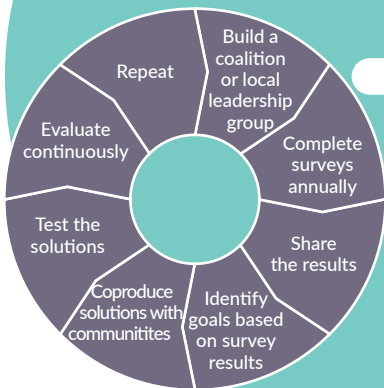 Build a
coalition
or local
leadership
group
Complete
surveys
annually
Share
the results
Identify
goals based
on survey
results
Coproduce
solutions with
communitites
Test the
solutions
Evaluate
continuously
Repeat